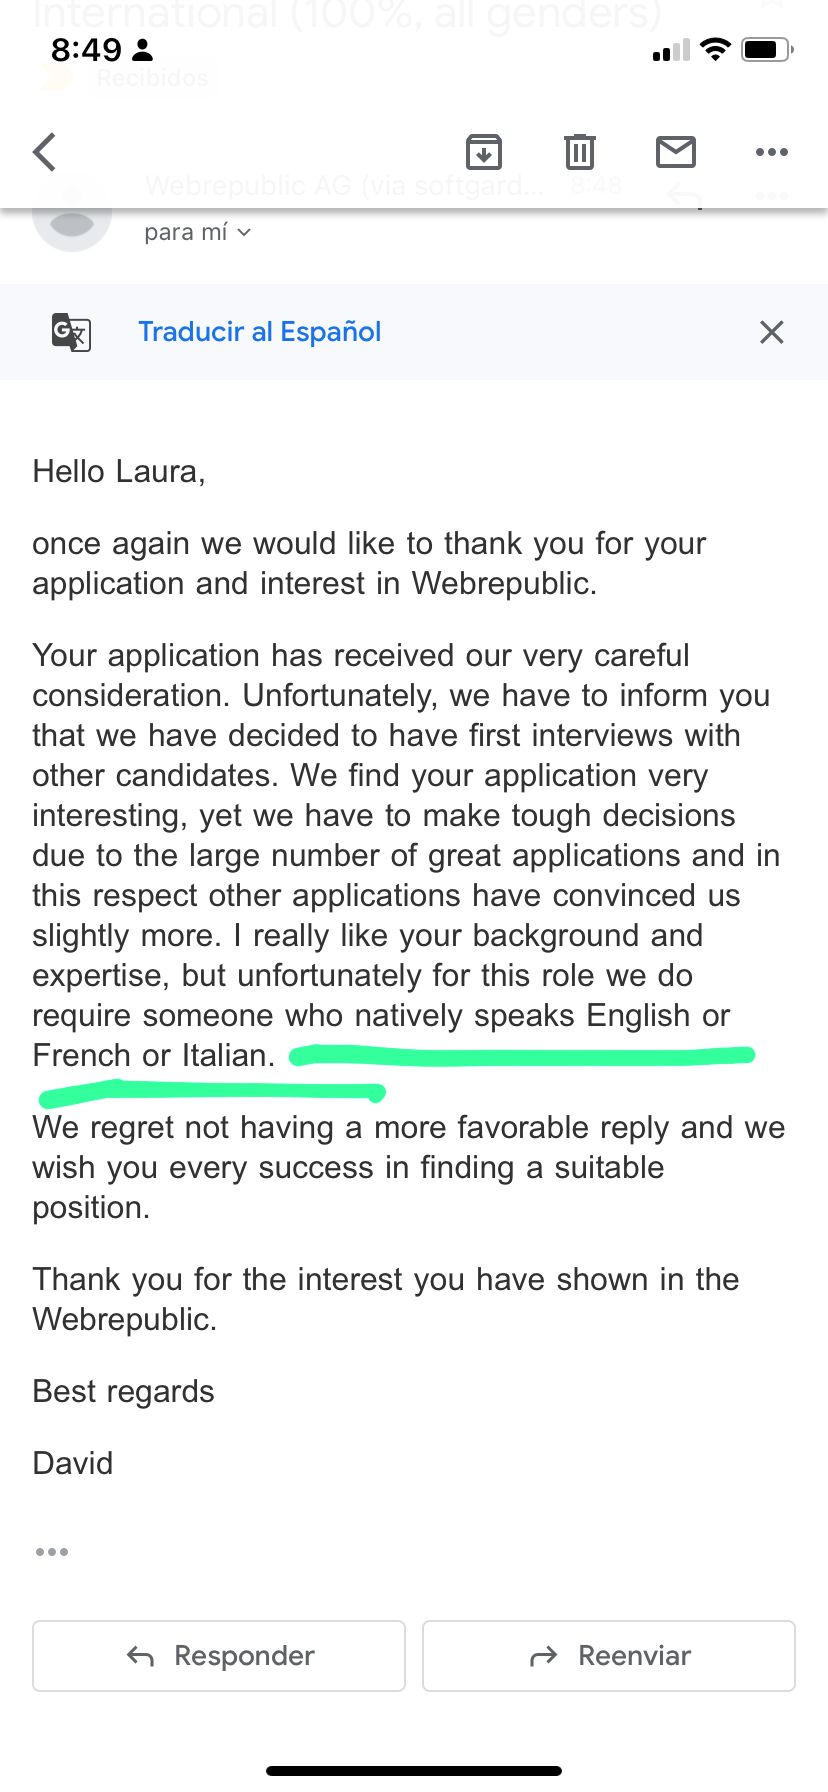 International (100%, all genders)
8:49
Recibidos
Webrepublic AG (via softgard... 8:48
para mí
Traducir al Español
Hello Laura,
once again we would like to thank you for your
application and interest in Webrepublic.
Your application has received our very careful
consideration. Unfortunately, we have to inform you
that we have decided to have first interviews with
other candidates. We find your application very
interesting, yet we have to make tough decisions
due to the large number of great applications and in
this respect other applications have convinced us
slightly more. I really like your background and
expertise, but unfortunately for this role we do
require someone who natively speaks English or
French or Italian.
We regret not having a more favorable reply and we
wish you every success in finding a suitable
position.
Thank you for the interest you have shown in the
Webrepublic.
Best regards
David
Responder
Reenviar